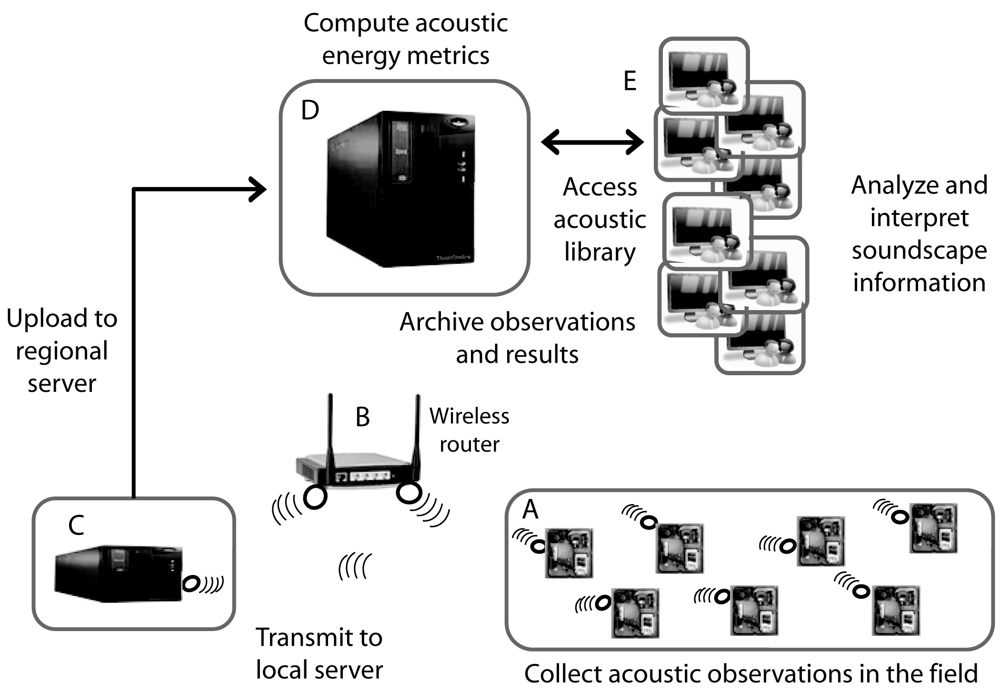 Compute acoustic
energy metrics
D
E
Access
acoustic
library
Analyze and
interpret
soundscape
information
Archive observations
and results
Upload to
regional
server
B
Wireless
router
C
Transmit to
local server
A
Collect acoustic observations in the field